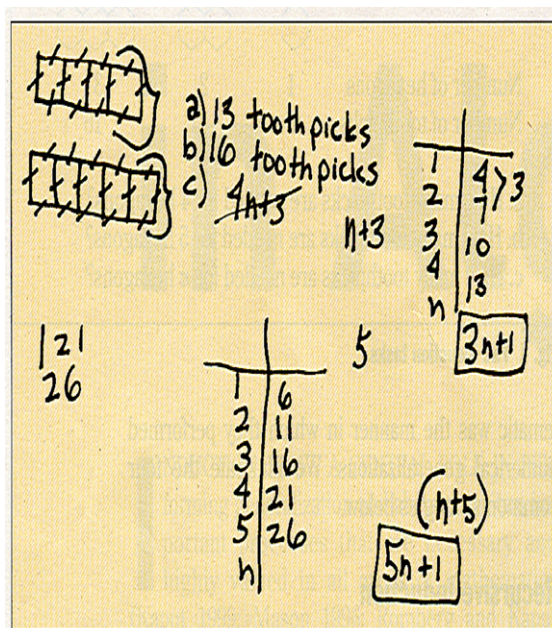 a) 13 toothpicks
b) 16 toothpicks
c) 4n+3
n+3
1 4
2 7 >3
3 10
4 13
n 3n+1
121
26
5
1 6
2 11
3 16
4 21
5 26
n
(n+5)
5n+1